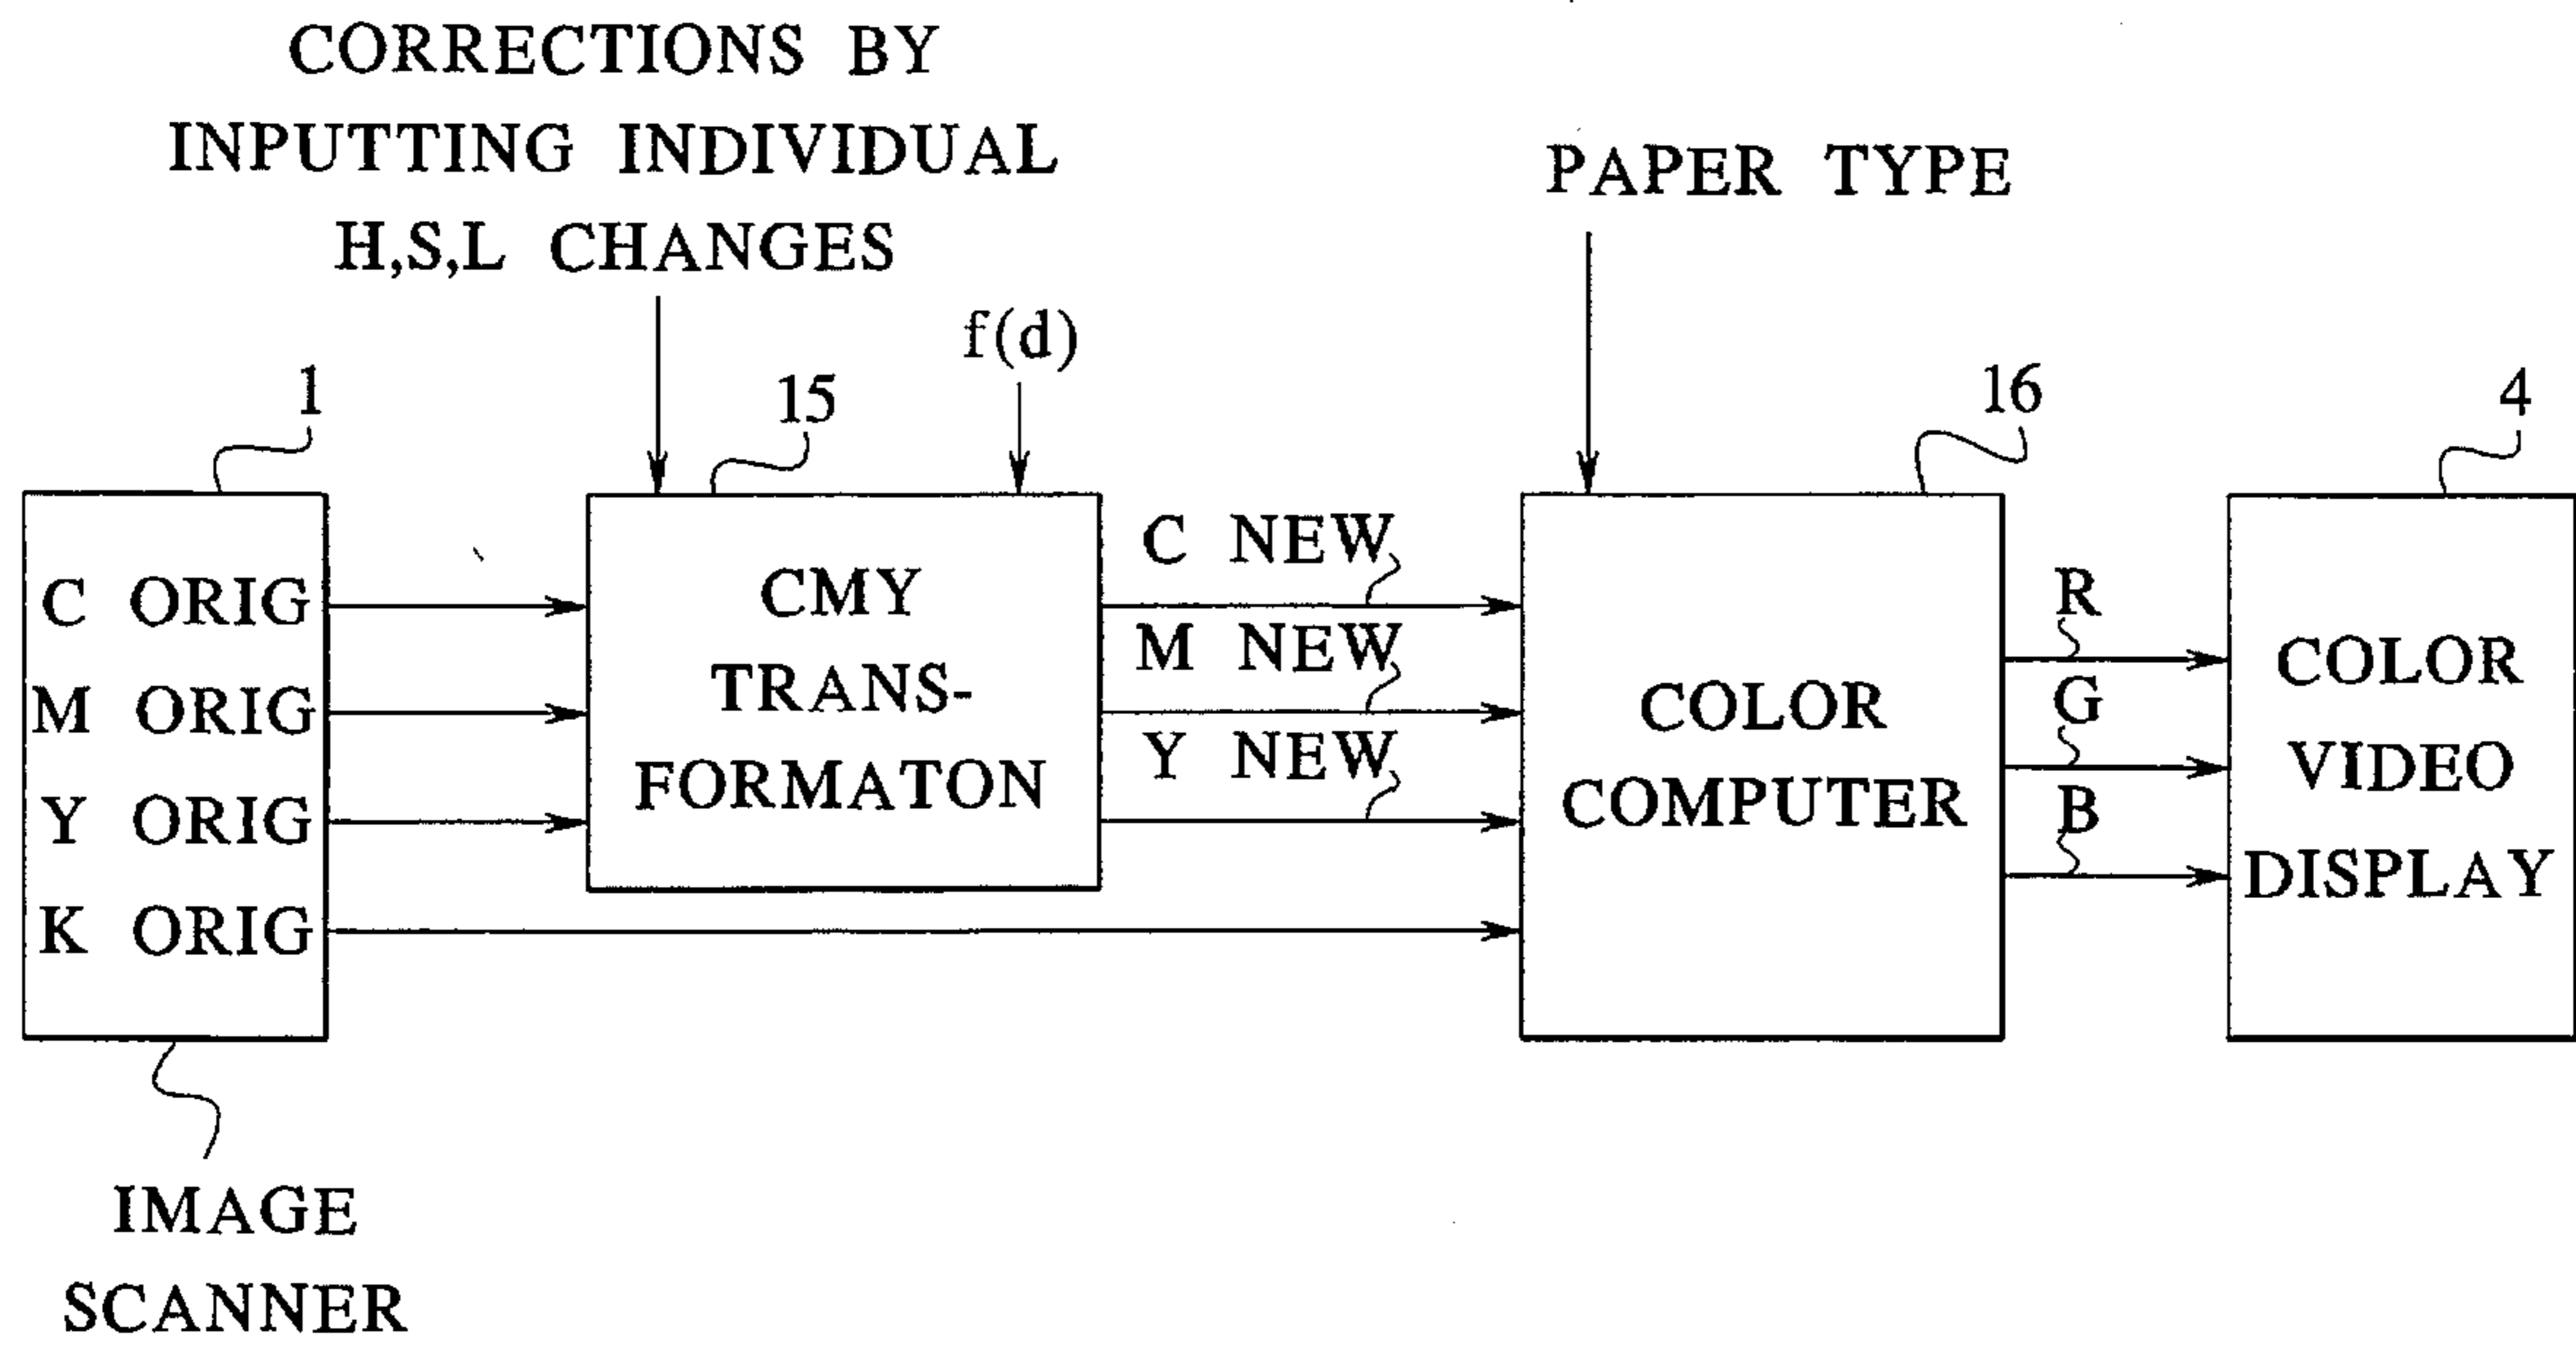 CORRECTIONS BY
INPUTTING INDIVIDUAL
H,S,L CHANGES
f(d)
PAPER TYPE
1
15
16
4
C ORIG
M ORIG
Y ORIG
K ORIG
CMY
TRANS-
FORMATON
C NEW
M NEW
Y NEW
COLOR
COMPUTER
R
G
B
COLOR
VIDEO
DISPLAY
IMAGE
SCANNER